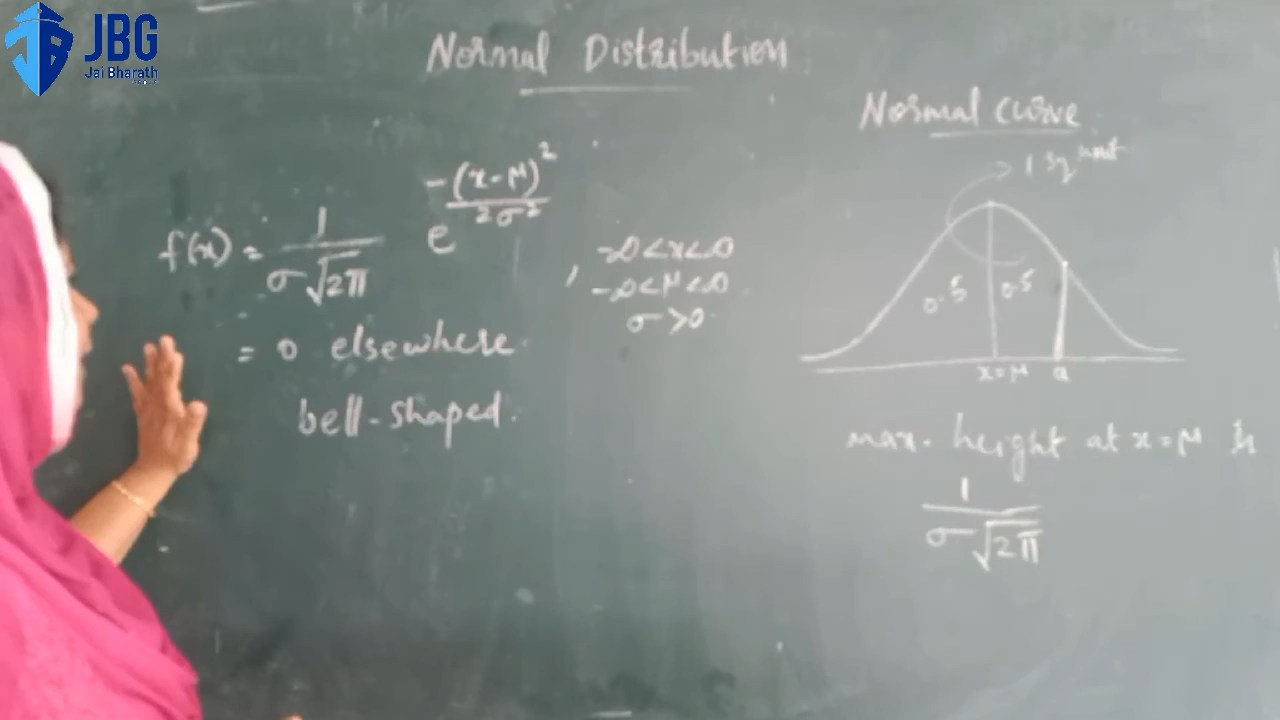 JBG
Jai Bharath
Normal Distribution
f(x) = 1/(σ√2π) e^(-(x-μ)²/2σ²) , -∞<x<∞
-∞<μ<∞
σ>0
= 0 elsewhere
bell-shaped.
Normal curve
1 sq unit
0.5 0.5
x=μ a
max. height at x=μ is
1/(σ√2π)